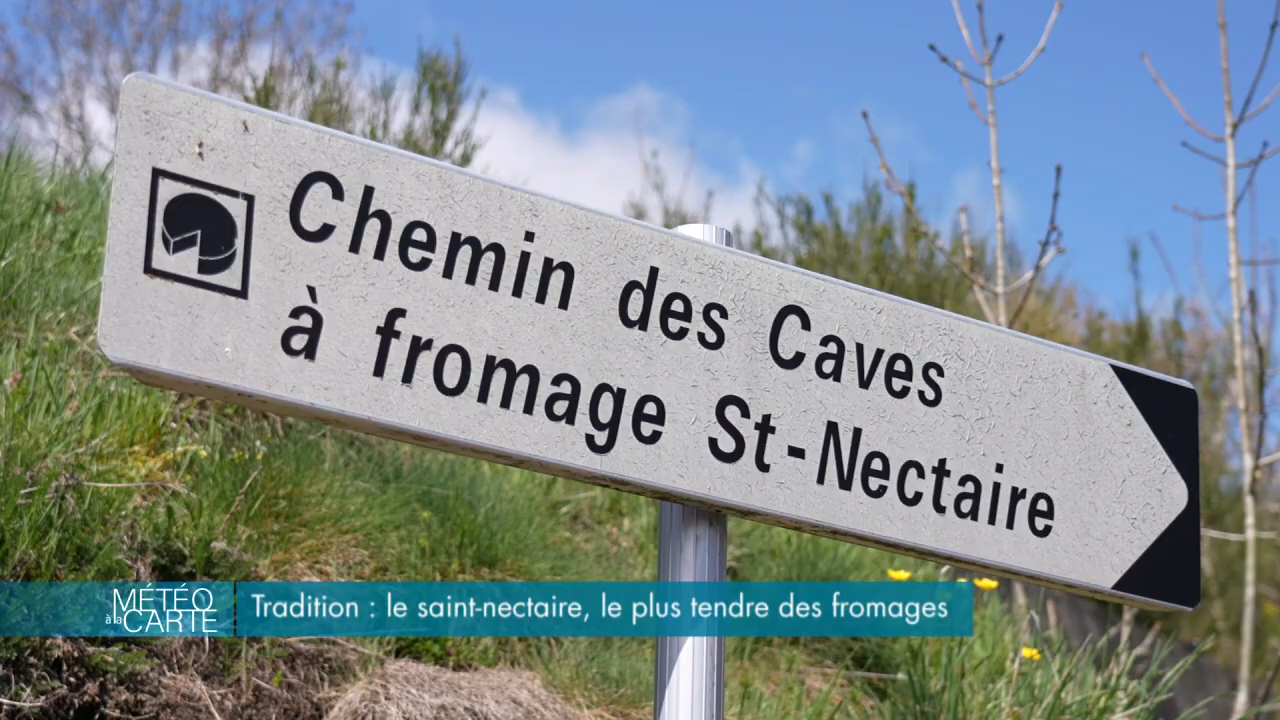 Chemin des Caves
à fromage St-Nectaire
MÉTÉO
à la CARTE
Tradition : le saint-nectaire, le plus tendre des fromages